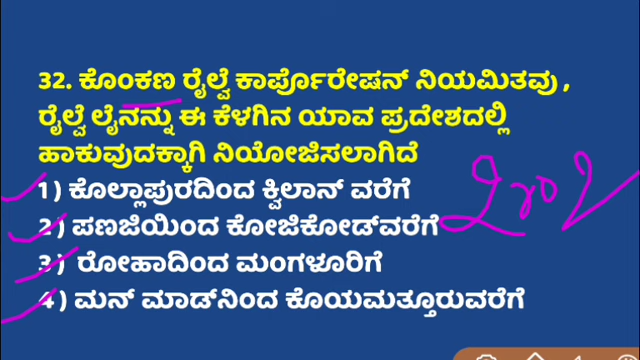 32. ಕೊಂಕಣ ರೈಲ್ವೆ ಕಾರ್ಪೊರೇಷನ್ ನಿಯಮಿತವು ,
ರೈಲ್ವೆ ಲೈನನ್ನು ಈ ಕೆಳಗಿನ ಯಾವ ಪ್ರದೇಶದಲ್ಲಿ
ಹಾಕುವುದಕ್ಕಾಗಿ ನಿಯೋಜಿಸಲಾಗಿದೆ
1) ಕೊಲ್ಲಾಪುರದಿಂದ ಕ್ವಿಲಾನ್ ವರೆಗೆ
2) ಪಣಜಿಯಿಂದ ಕೋಜಿಕೋಡ್‌ವರೆಗೆ
3) ರೋಹಾದಿಂದ ಮಂಗಳೂರಿಗೆ
4) ಮನ್ ಮಾಡ್‌ನಿಂದ ಕೊಯಮತ್ತೂರುವರೆಗೆ